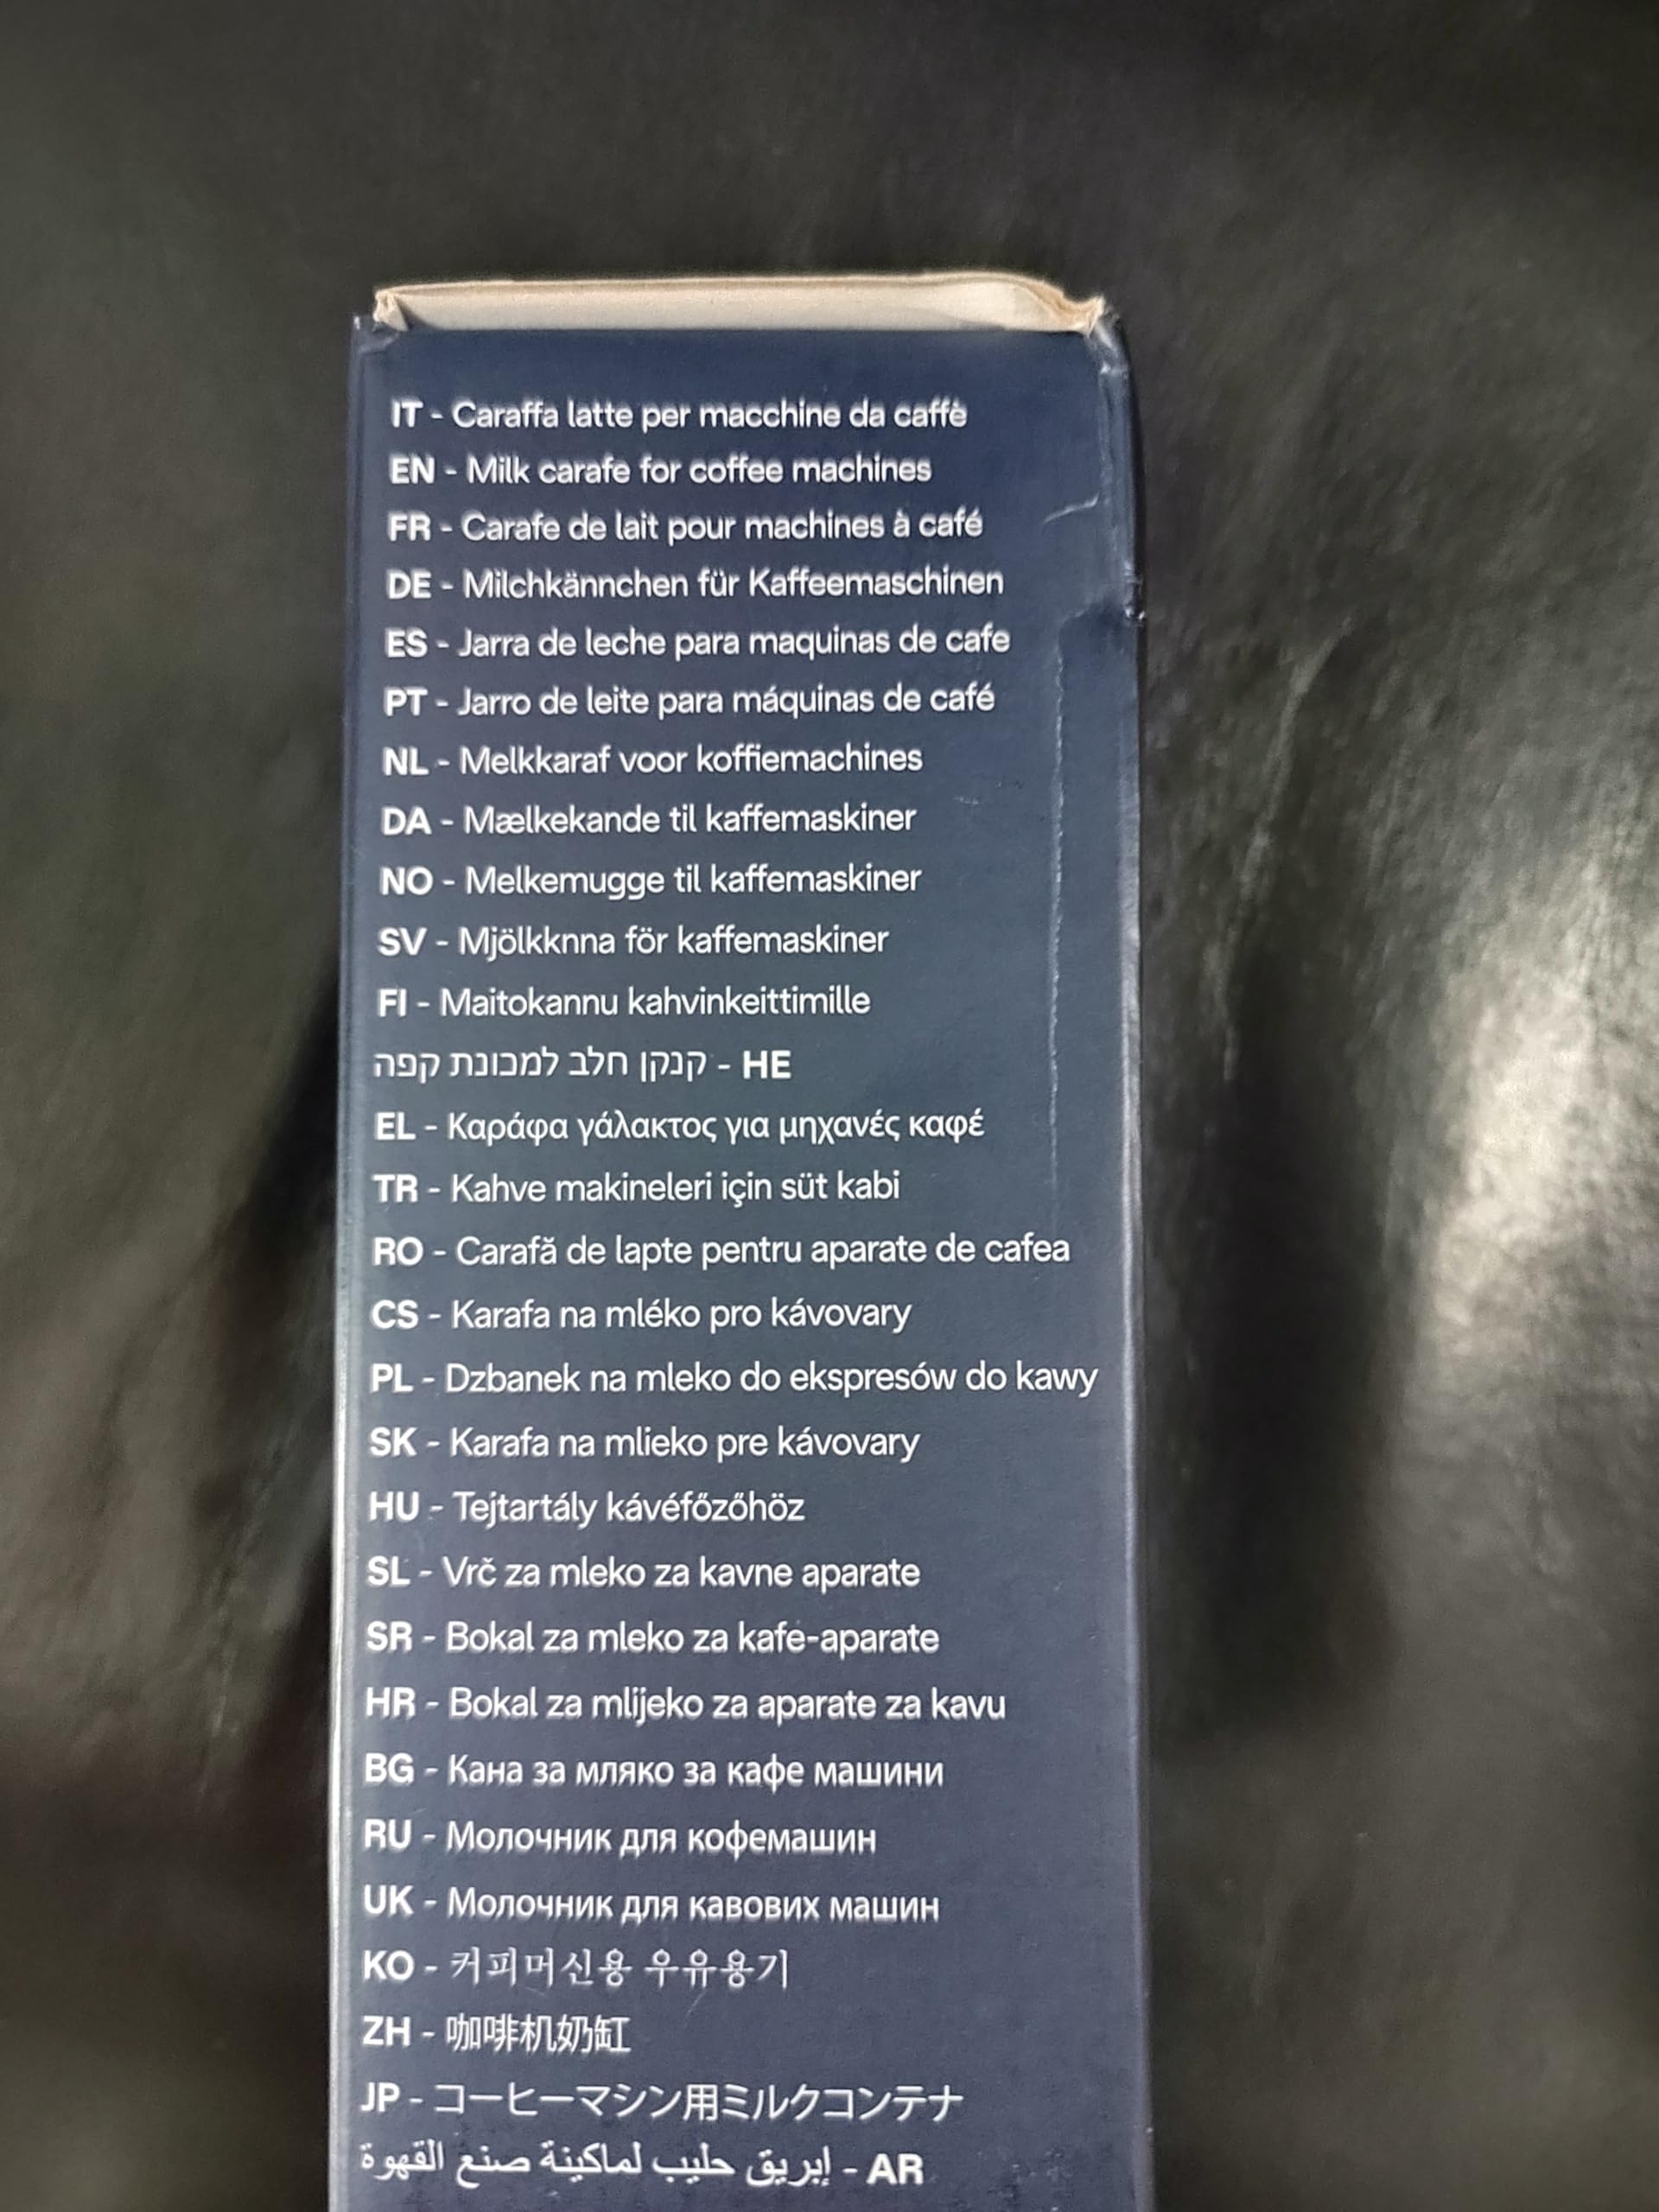 IT - Caraffa latte per macchine da caffè
EN - Milk carafe for coffee machines
FR - Carafe de lait pour machines à café
DE - Milchkännchen für Kaffeemaschinen
ES - Jarra de leche para maquinas de cafe
PT - Jarro de leite para máquinas de café
NL - Melkkaraf voor koffiemachines
DA - Mælkekande til kaffemaskiner
NO - Melkemugge til kaffemaskiner
SV - Mjölkknna för kaffemaskiner
FI - Maitokannu kahvinkeittimille
HE - קנקן חלב למכונת קפה
EL - Καράφα γάλακτος για μηχανές καφέ
TR - Kahve makineleri için süt kabi
RO - Carafă de lapte pentru aparate de cafea
CS - Karafa na mléko pro kávovary
PL - Dzbanek na mleko do ekspresów do kawy
SK - Karafa na mlieko pre kávovary
HU - Tejtartály kávéfőzőhöz
SL - Vrč za mleko za kavne aparate
SR - Bokal za mleko za kafe-aparate
HR - Bokal za mlijeko za aparate za kavu
BG - Кана за мляко за кафе машини
RU - Молочник для кофемашин
UK - Молочник для кавових машин
KO - 커피머신용 우유용기
ZH - 咖啡机奶缸
JP - コーヒーマシン用ミルクコンテナ
AR - إبريق حليب لماكينة صنع القهوة